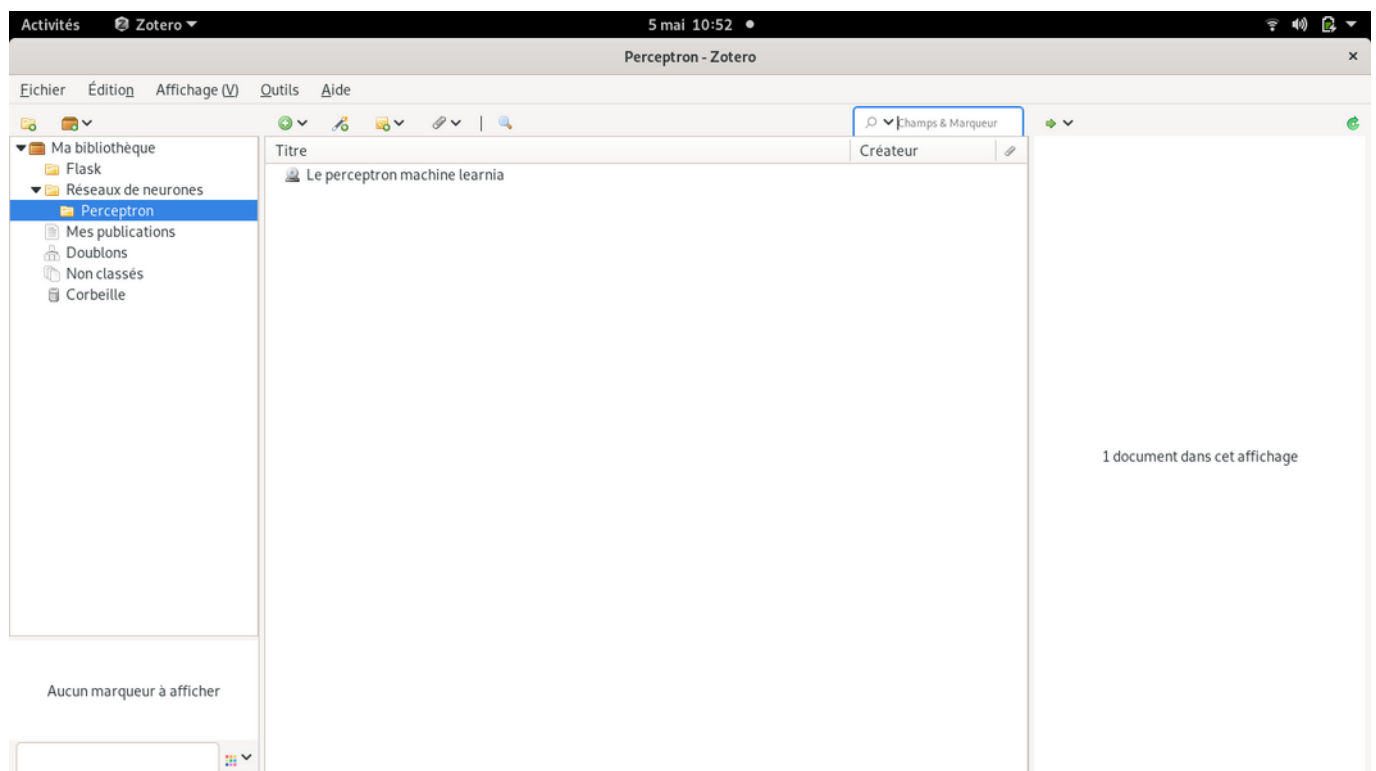 Activités Zotero 5 mai 10:52
Perceptron - Zotero
Fichier Édition Affichage (V) Outils Aide
Champs & Marqueur
Ma bibliothèque
Flask
Réseaux de neurones
Perceptron
Mes publications
Doublons
Non classés
Corbeille
Titre Créateur
Le perceptron machine learnia
1 document dans cet affichage
Aucun marqueur à afficher